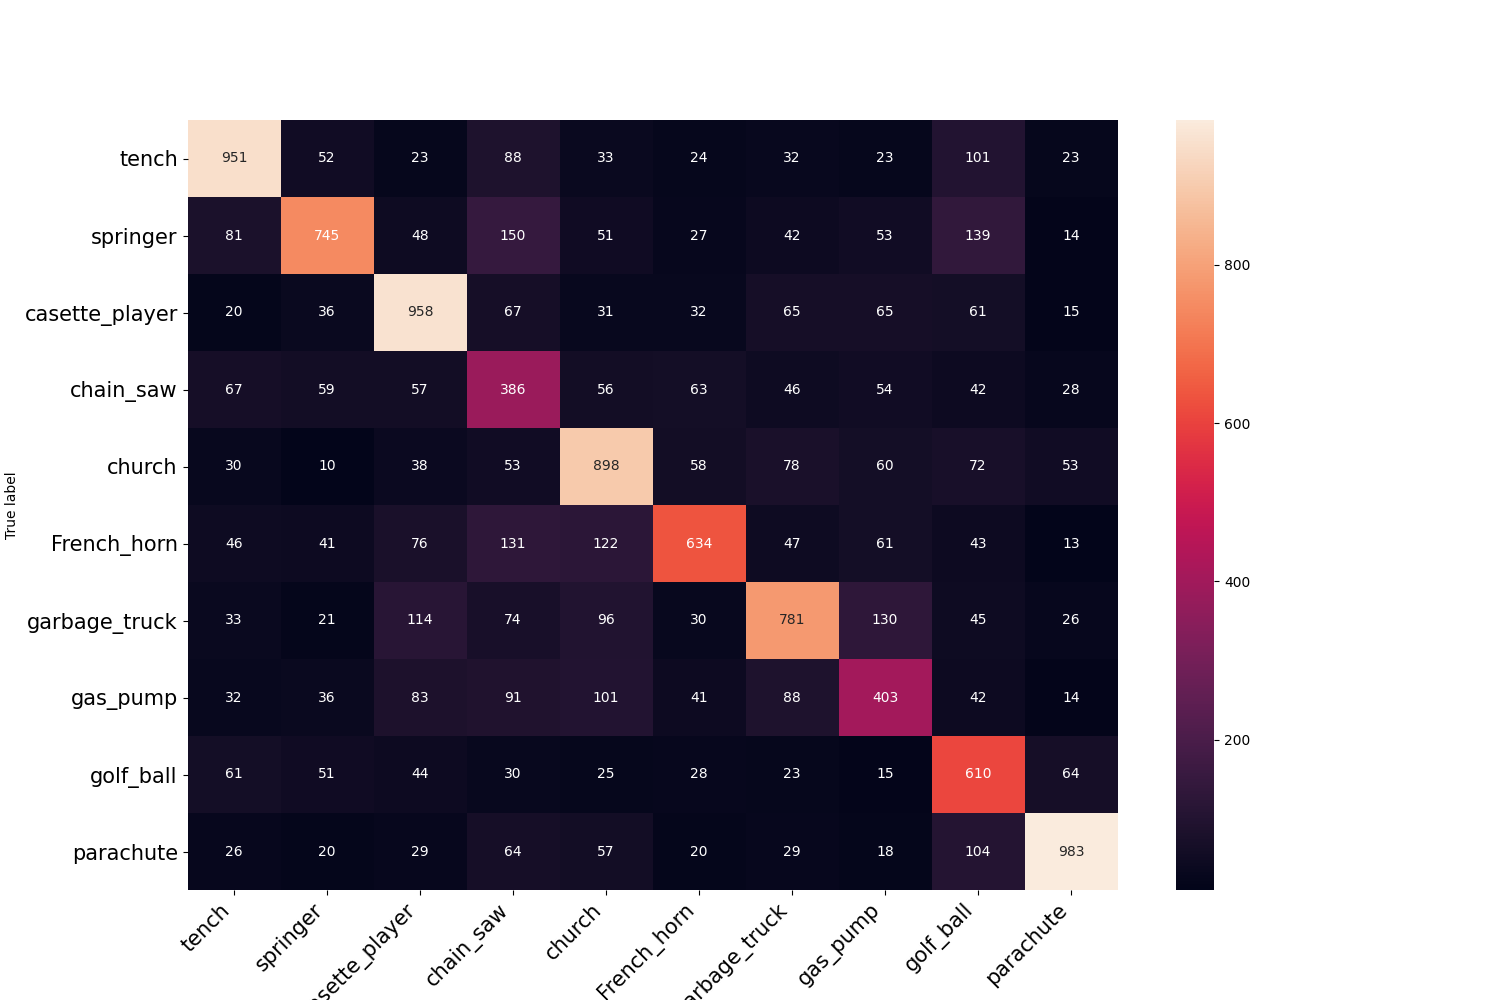 tench 951 52 23 88 33 24 32 23 101 23
springer 81 745 48 150 51 27 42 53 139 14
800
casette_player 20 36 958 67 31 32 65 65 61 15
chain_saw 67 59 57 386 56 63 46 54 42 28
600
church 30 10 38 53 898 58 78 60 72 53
True label
French_horn 46 41 76 131 122 634 47 61 43 13
400
garbage_truck 33 21 114 74 96 30 781 130 45 26
gas_pump 32 36 83 91 101 41 88 403 42 14
200
golf_ball 61 51 44 30 25 28 23 15 610 64
parachute 26 20 29 64 57 20 29 18 104 983
tench springer asette_player chain_saw church French_horn arbage_truck gas_pump golf_ball parachute